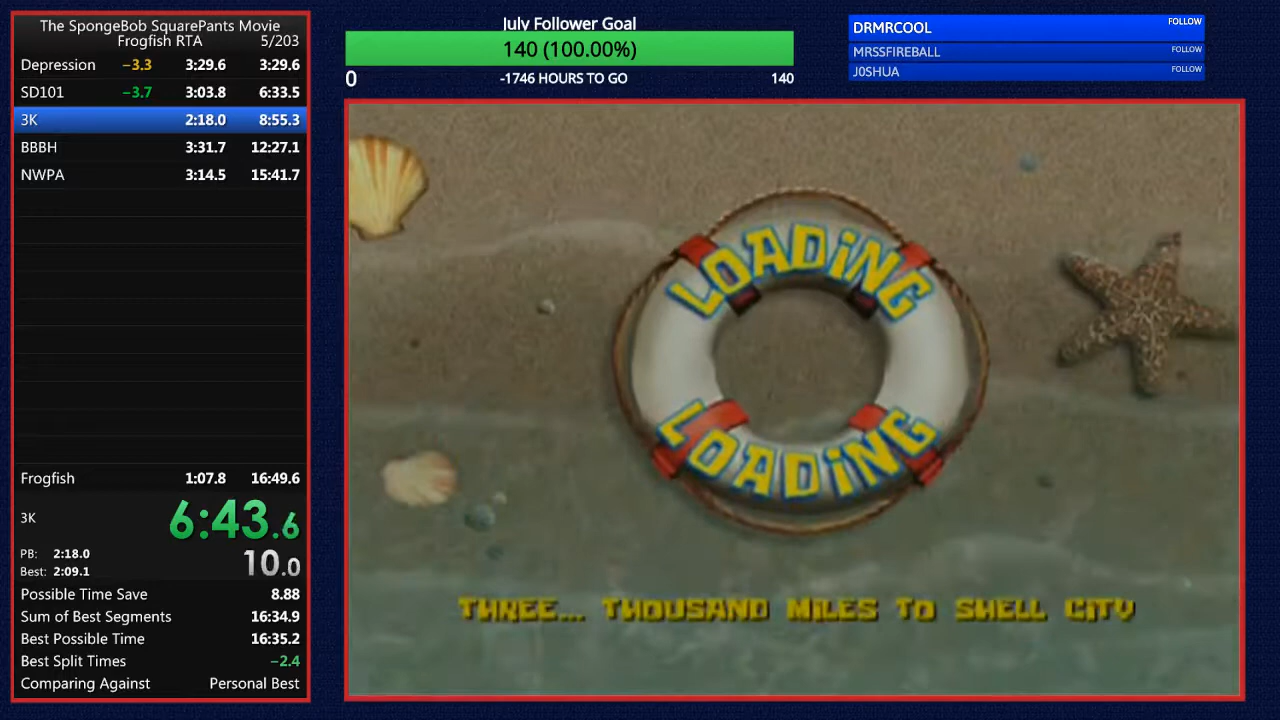 The SpongeBob SquarePants Movie
Frogfish RTA 5/203
Depression −3.3 3:29.6 3:29.6
SD101 −3.7 3:03.8 6:33.5
3K 2:18.0 8:55.3
BBBH 3:31.7 12:27.1
NWPA 3:14.5 15:41.7
Frogfish 1:07.8 16:49.6
3K 6:43.6
PB: 2:18.0
Best: 2:09.1
10.0
Possible Time Save 8.88
Sum of Best Segments 16:34.9
Best Possible Time 16:35.2
Best Split Times −2.4
Comparing Against Personal Best
July Follower Goal
140 (100.00%)
0 -1746 HOURS TO GO 140
DRMRCOOL FOLLOW
MRSSFIREBALL FOLLOW
J0SHUA FOLLOW
LOADING
LOADING
THREE... THOUSAND MILES TO SHELL CITY